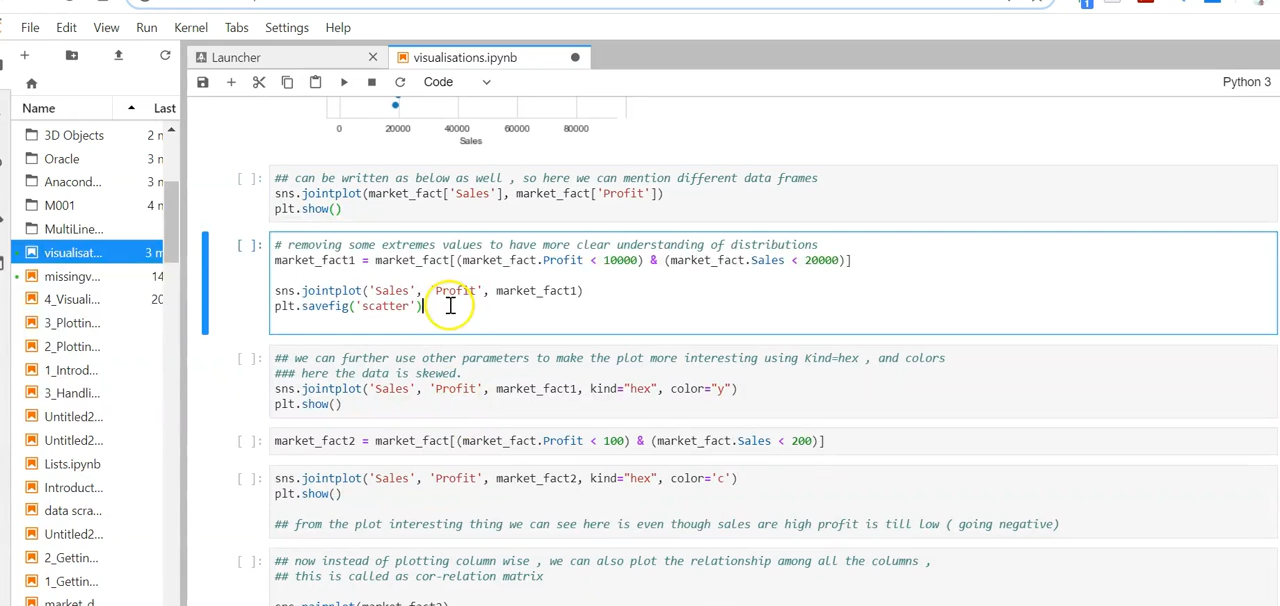 1
File Edit View Run Kernel Tabs Settings Help
Launcher
visualisations.ipynb
Code
Python 3
Name Last
3D Objects 2 m
Oracle 3 m
Anacond... 3 m
M001 4 m
MultiLine...
visualisat... 3 m
missingv... 14
4_Visuali... 20
3_Plottin...
2_Plottin...
1_Introd...
3_Handli...
Untitled2...
Untitled2...
Lists.ipynb
Introduct...
data scra...
Untitled2...
2_Gettin...
1_Gettin...
market_d
0 20000 40000 60000 80000
Sales
[ ]:
## can be written as below as well , so here we can mention different data frames
sns.jointplot(market_fact['Sales'], market_fact['Profit'])
plt.show()
[ ]:
# removing some extremes values to have more clear understanding of distributions
market_fact1 = market_fact[(market_fact.Profit < 10000) & (market_fact.Sales < 20000)]
sns.jointplot('Sales', 'Profit', market_fact1)
plt.savefig('scatter')
[ ]:
## we can further use other parameters to make the plot more interesting using Kind=hex , and colors
### here the data is skewed.
sns.jointplot('Sales', 'Profit', market_fact1, kind="hex", color="y")
plt.show()
[ ]:
market_fact2 = market_fact[(market_fact.Profit < 100) & (market_fact.Sales < 200)]
[ ]:
sns.jointplot('Sales', 'Profit', market_fact2, kind="hex", color='c')
plt.show()
## from the plot interesting thing we can see here is even though sales are high profit is till low ( going negative)
[ ]:
## now instead of plotting column wise , we can also plot the relationship among all the columns ,
## this is called as cor-relation matrix
sns.pairplot(market_fact2)